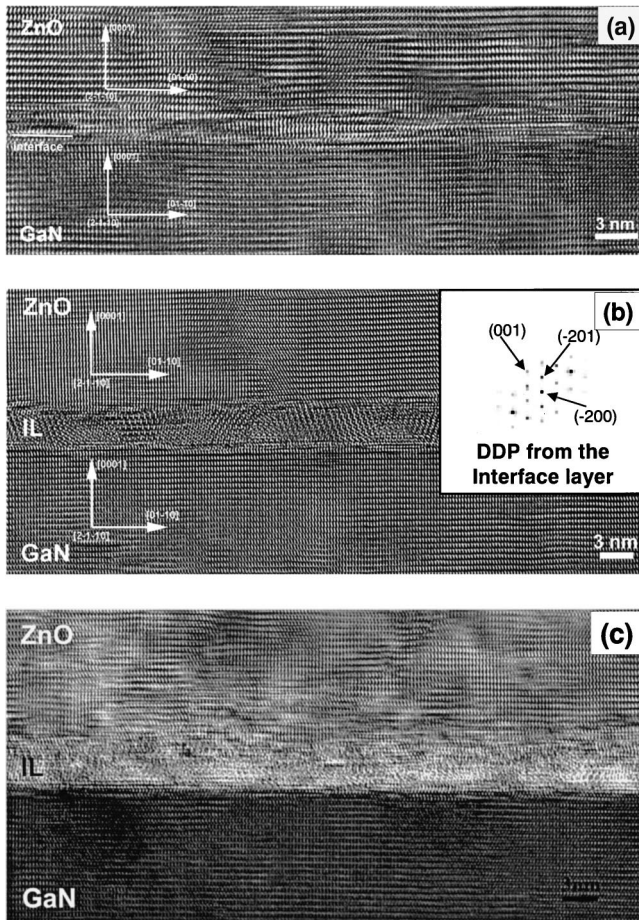 ZnO
(a)
[0001]
[01-10]
[2-1-10]
Interface
[0001]
[01-10]
[2-1-10]
GaN
3 nm
ZnO
(b)
[0001]
[01-10]
[2-1-10]
(001)
(-201)
(-200)
DDP from the
Interface layer
IL
[0001]
[01-10]
[2-1-10]
GaN
3 nm
ZnO
(c)
IL
GaN
3nm